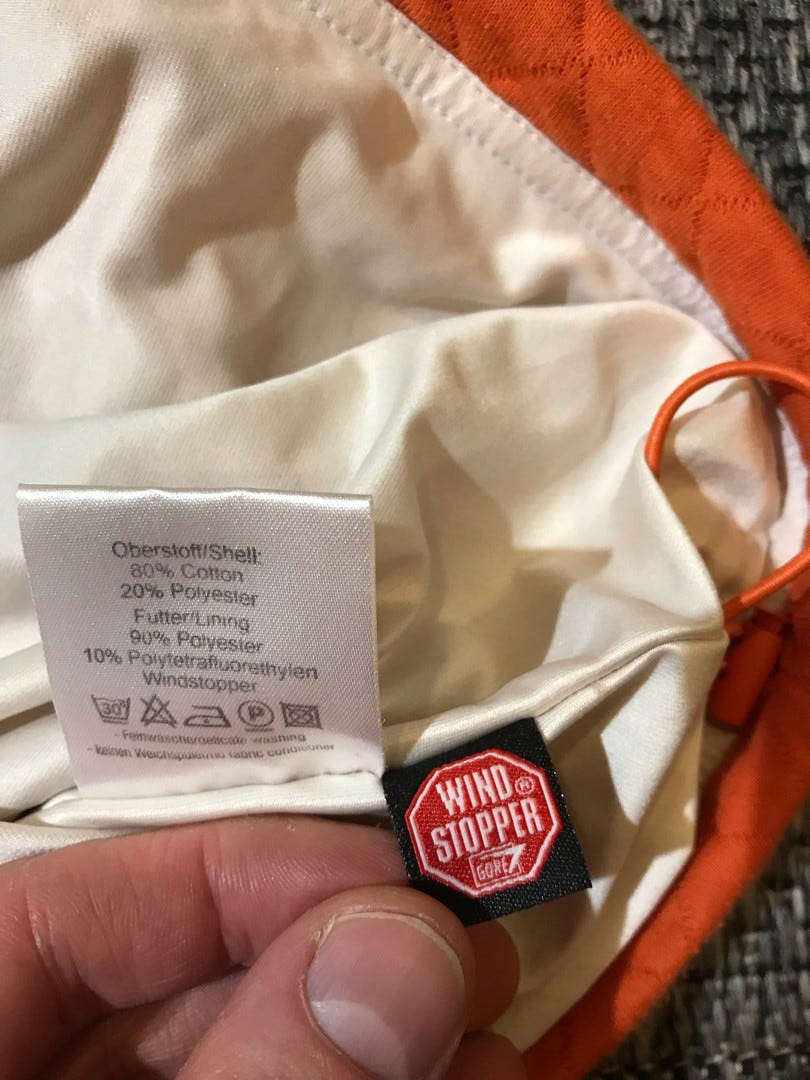 Oberstoff/Shell:
80% Cotton
20% Polyester
Futter/Lining
90% Polyester
10% Polytetrafluorethylen
Windstopper
30° P
- Feinwäsche/delicate washing
- keinen Weichspüler/no fabric conditioner
WIND®
STOPPER
GORE